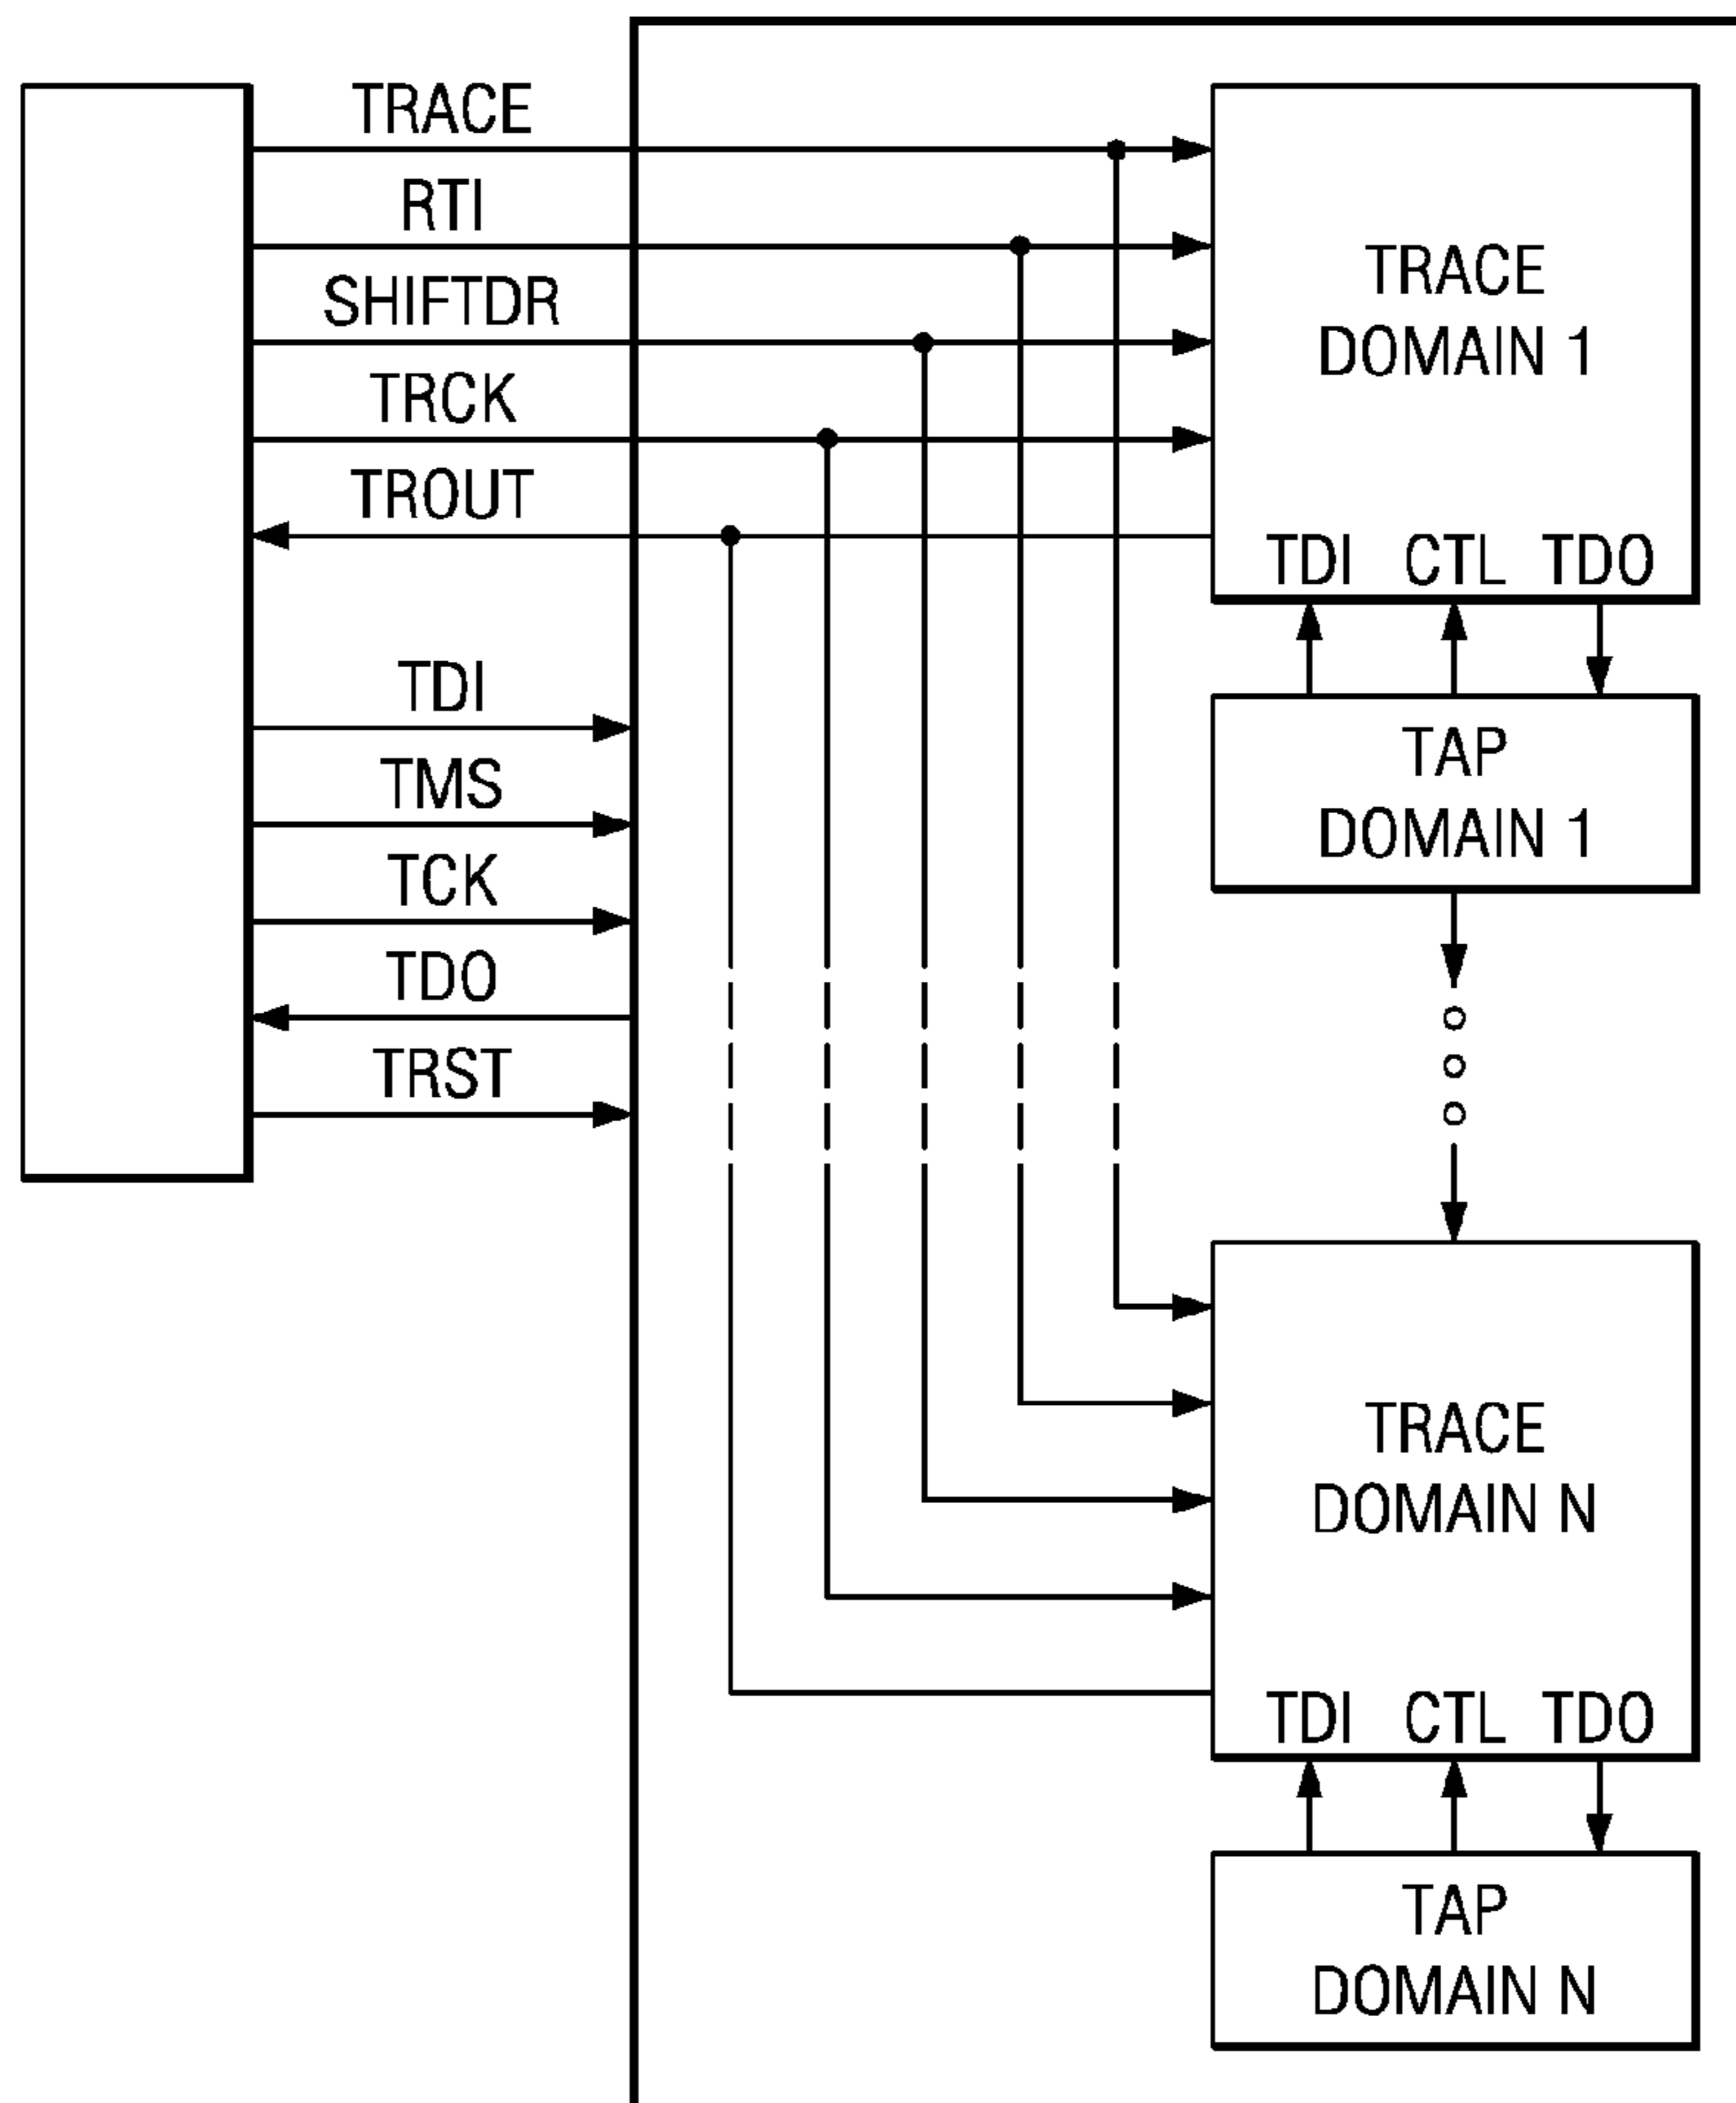 TRACE
RTI
SHIFTDR
TRCK
TROUT
TDI
TMS
TCK
TDO
TRST
TRACE
DOMAIN 1
TDI CTL TDO
TAP
DOMAIN 1
TRACE
DOMAIN N
TDI CTL TDO
TAP
DOMAIN N